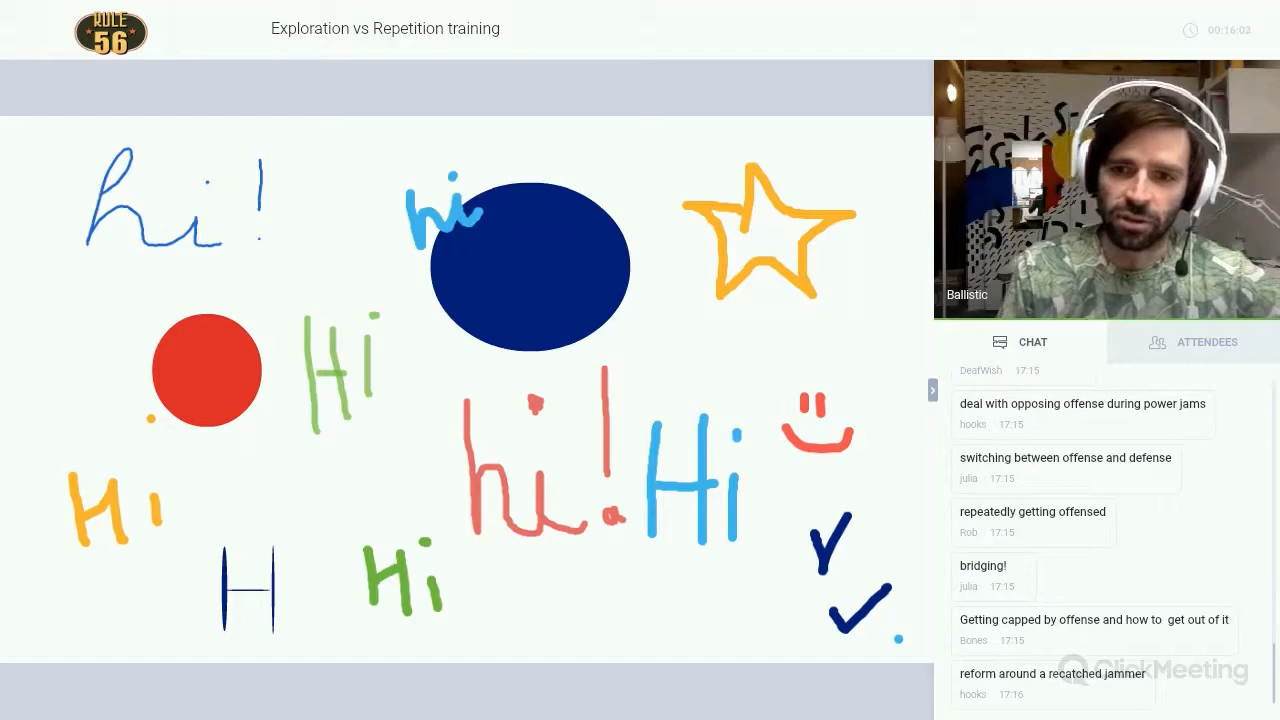 RULE
56
Exploration vs Repetition training
00:16:02
hi!
hi
Hi
hi!
Hi
Hi
H
Hi
Ballistic
CHAT
ATTENDEES
DeafWish 17:15
deal with opposing offense during power jams
hooks 17:15
switching between offense and defense
julia 17:15
repeatedly getting offensed
Rob 17:15
bridging!
julia 17:15
Getting capped by offense and how to get out of it
Bones 17:15
reform around a recatched jammer
hooks 17:16
ClickMeeting